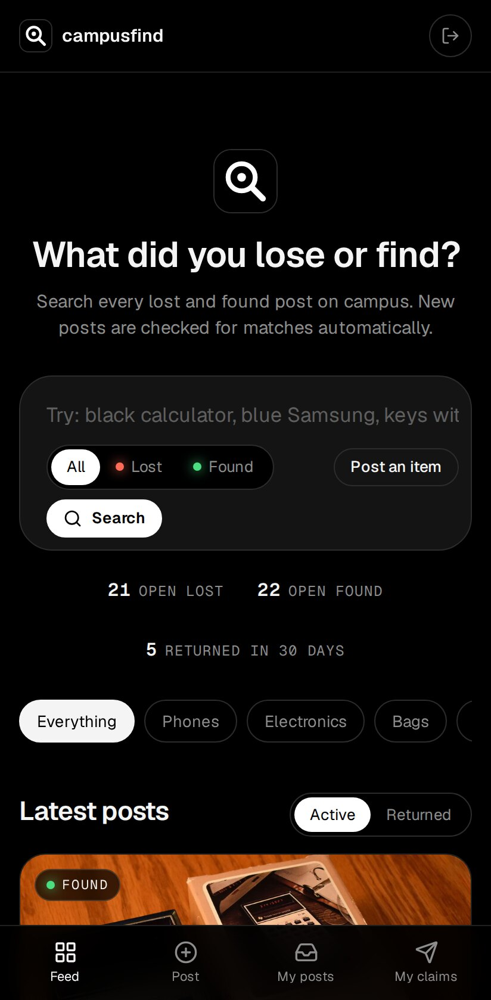 campusfind
What did you lose or find?
Search every lost and found post on campus. New
posts are checked for matches automatically.
Try: black calculator, blue Samsung, keys wit
All Lost Found Post an item
Search
21 OPEN LOST 22 OPEN FOUND
5 RETURNED IN 30 DAYS
Everything Phones Electronics Bags
Latest posts Active Returned
FOUND
Feed Post My posts My claims